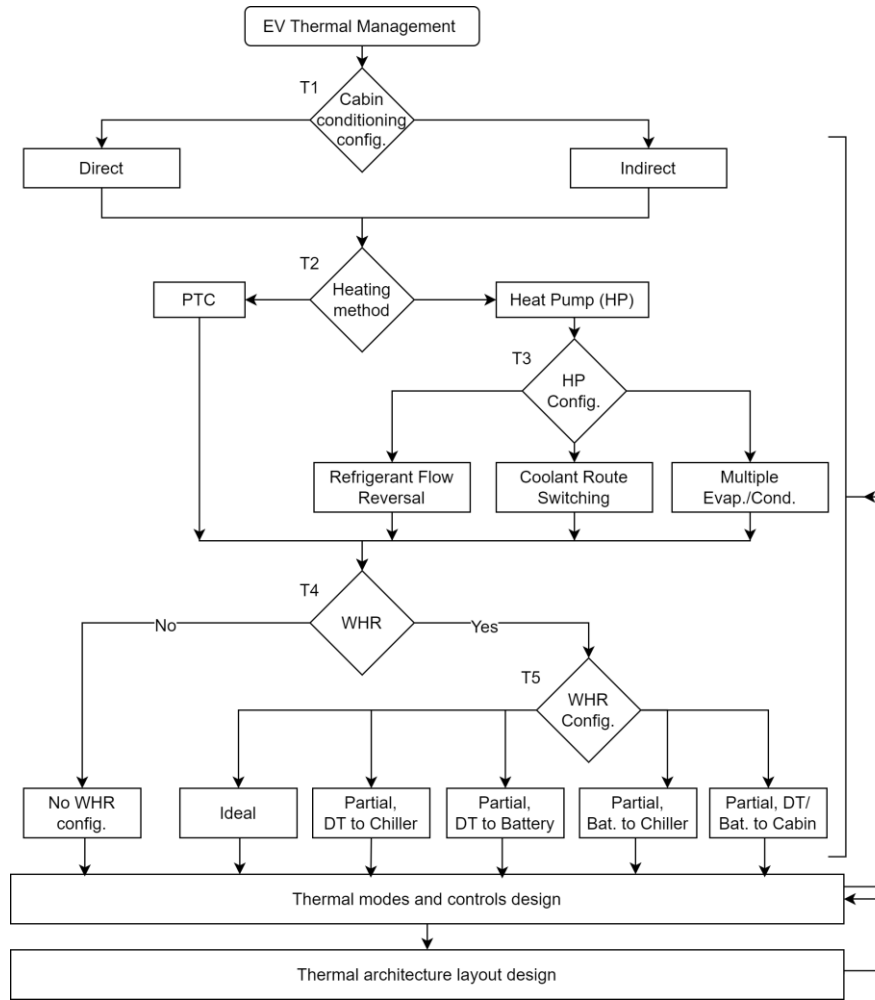 EV Thermal Management
T1
Cabin
conditioning
config.
Direct
Indirect
T2
Heating
method
PTC
Heat Pump (HP)
T3
HP
Config.
Refrigerant Flow
Reversal
Coolant Route
Switching
Multiple
Evap./Cond.
T4
WHR
No
Yes
T5
WHR
Config.
No WHR
config.
Ideal
Partial,
DT to Chiller
Partial,
DT to Battery
Partial,
Bat. to Chiller
Partial, DT/
Bat. to Cabin
Thermal modes and controls design
Thermal architecture layout design